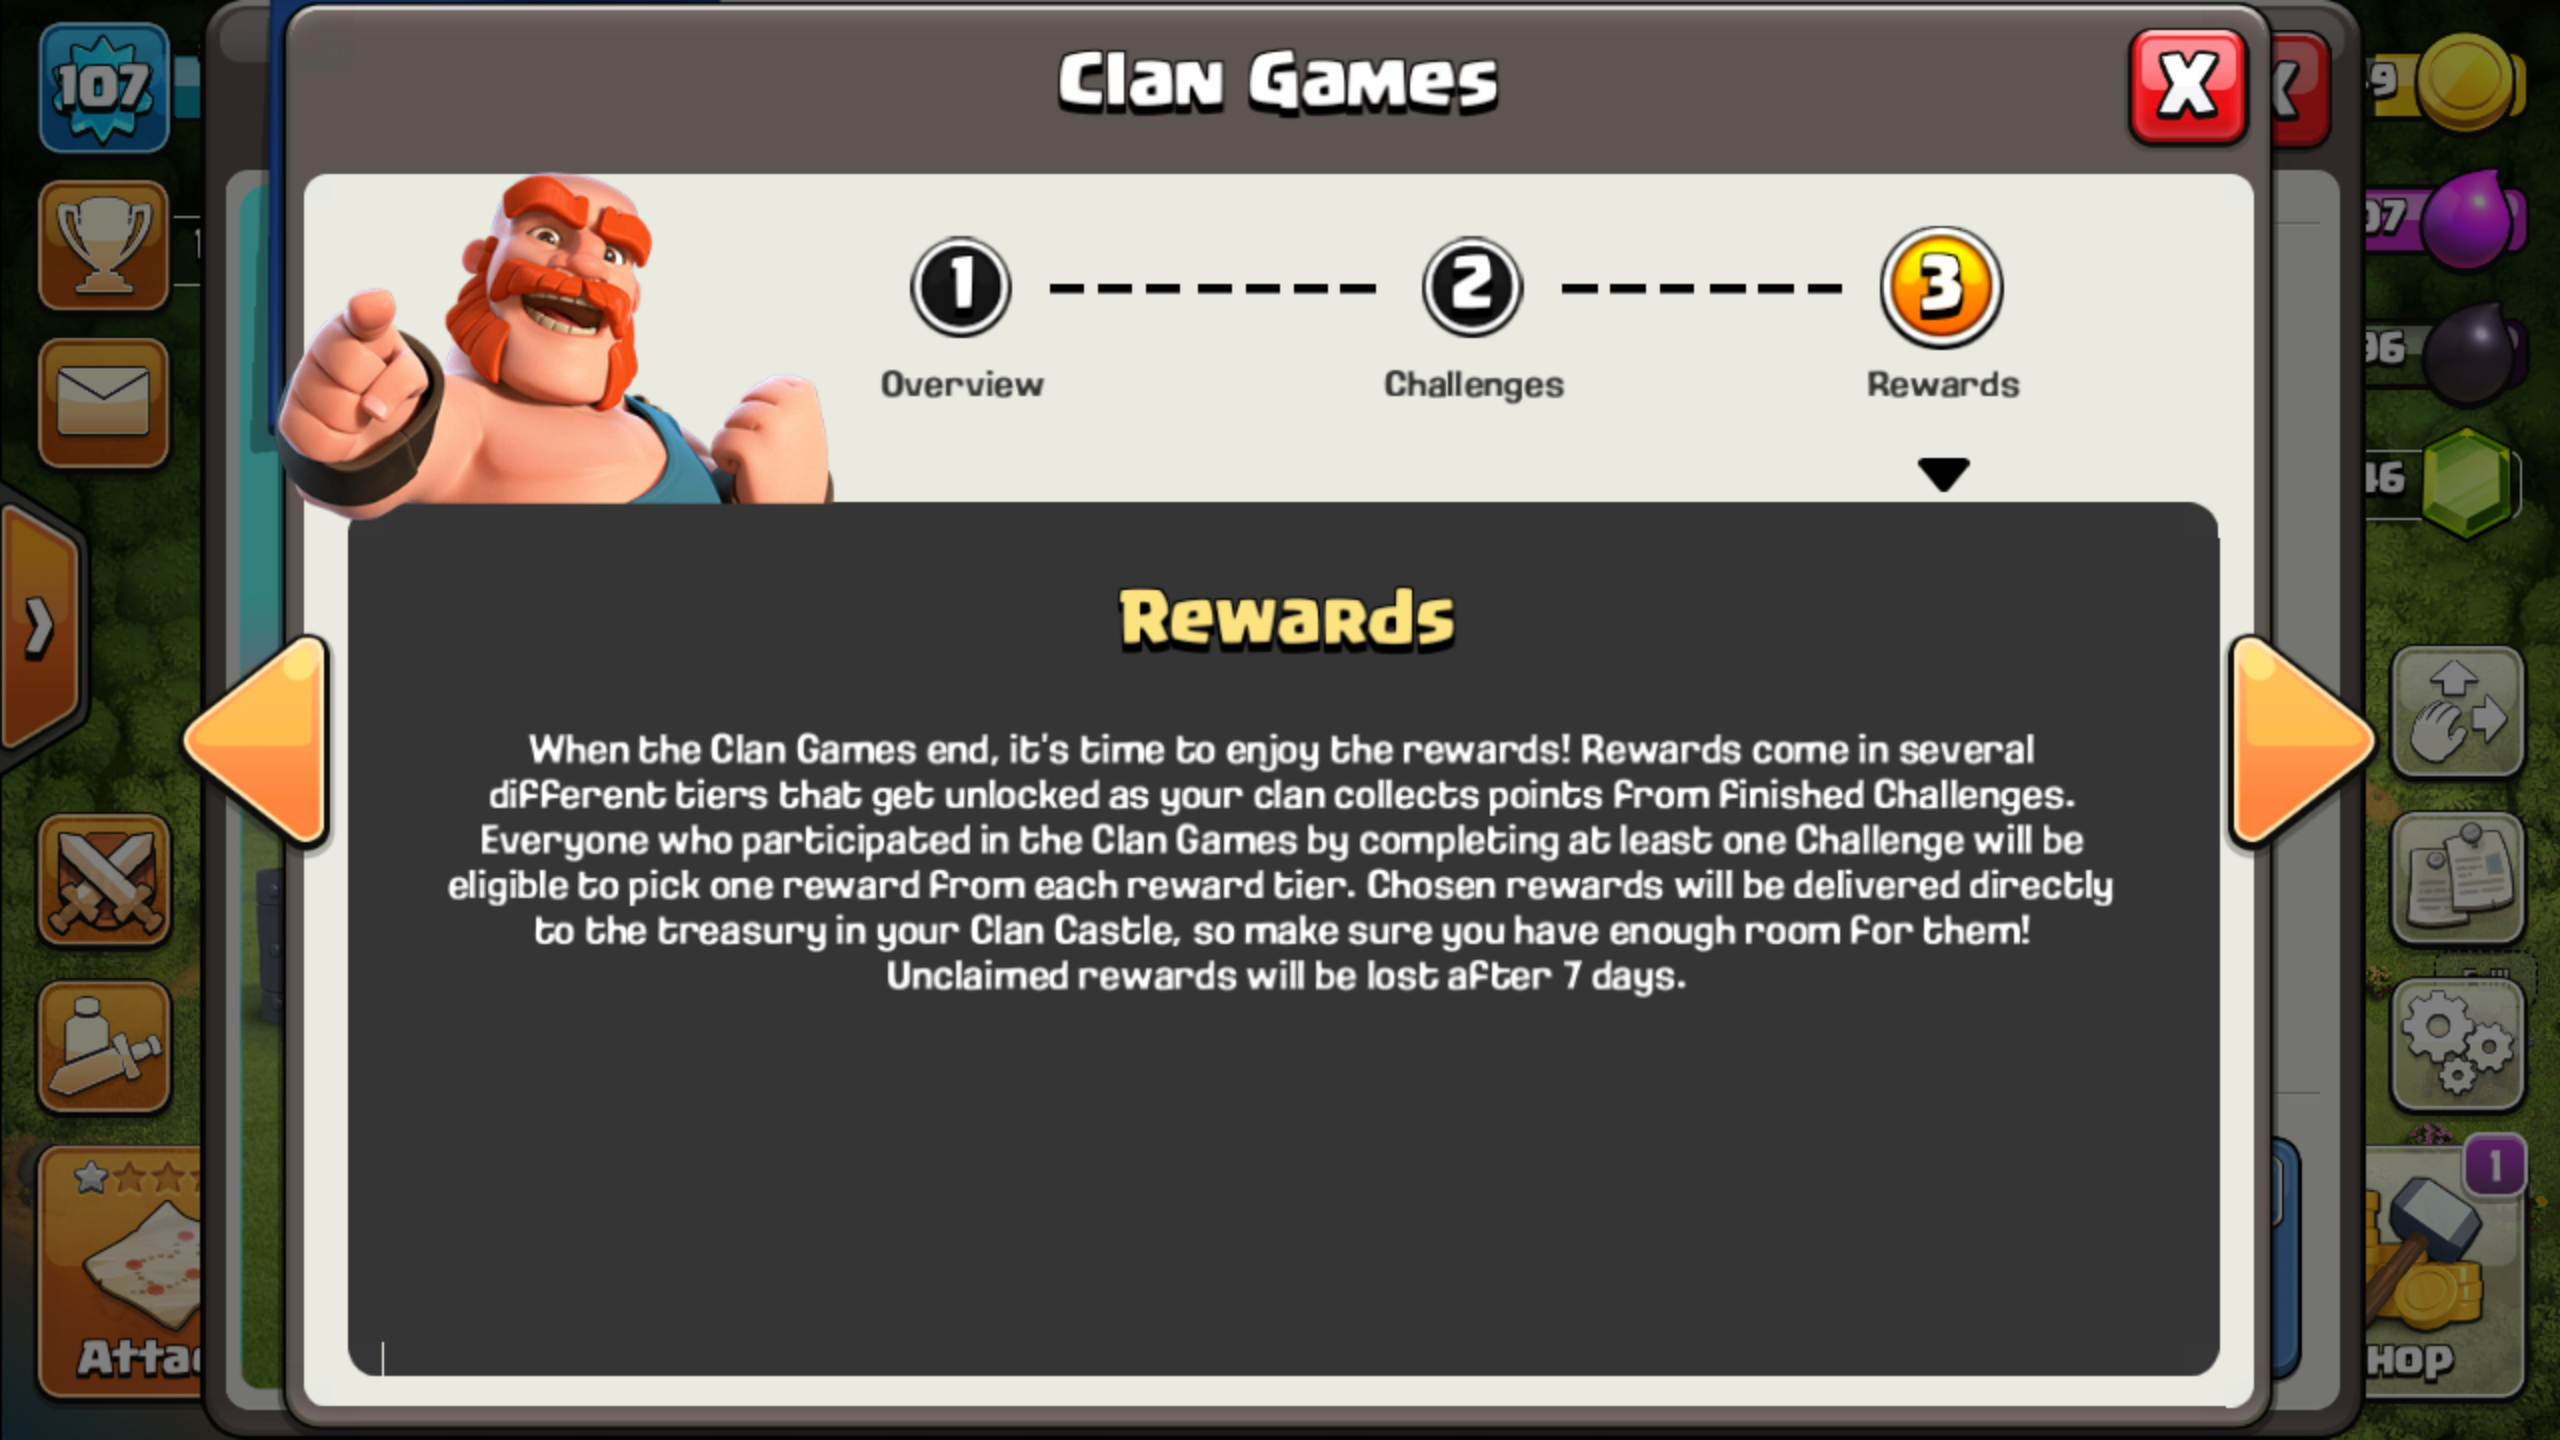 107
Clan Games
X
9
97
96
46
1
2
3
Overview
Challenges
Rewards
Rewards
When the Clan Games end, it's time to enjoy the rewards! Rewards come in several
different tiers that get unlocked as your clan collects points from finished Challenges.
Everyone who participated in the Clan Games by completing at least one Challenge will be
eligible to pick one reward from each reward tier. Chosen rewards will be delivered directly
to the treasury in your Clan Castle, so make sure you have enough room for them!
Unclaimed rewards will be lost after 7 days.
1